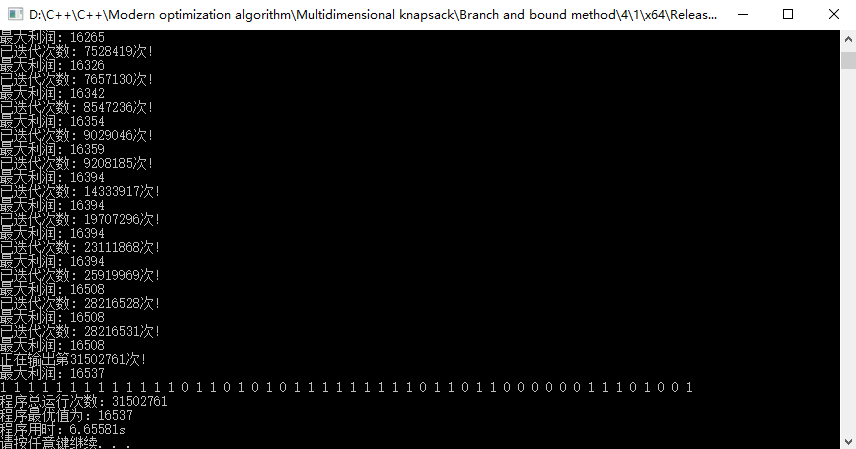 D:\C++\C++\Modern optimization algorithm\Multidimensional knapsack\Branch and bound method\4\1\x64\Releas...
最大利润：16265
已迭代次数：7528419次!
最大利润：16326
已迭代次数：7657130次!
最大利润：16342
已迭代次数：8547236次!
最大利润：16354
已迭代次数：9029046次!
最大利润：16359
已迭代次数：9208185次!
最大利润：16394
已迭代次数：14333917次!
最大利润：16394
已迭代次数：19707296次!
最大利润：16394
已迭代次数：23111868次!
最大利润：16394
已迭代次数：25919969次!
最大利润：16508
已迭代次数：28216528次!
最大利润：16508
已迭代次数：28216531次!
最大利润：16508
正在输出第31502761次!
最大利润：16537
1 1 1 1 1 1 1 1 1 1 1 1 1 0 1 1 0 1 0 1 0 1 1 1 1 1 1 1 1 1 0 1 1 0 1 1 0 0 0 0 0 0 1 1 1 0 1 0 0 1
程序总运行次数：31502761
程序最优值为：16537
程序用时：6.65581s
请按任意键继续. . .